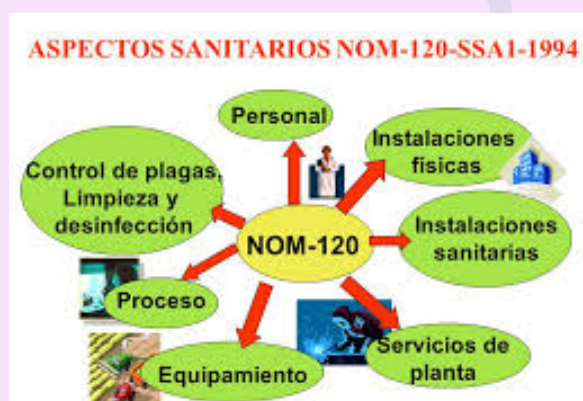 ASPECTOS SANITARIOS NOM-120-SSA1-1994
Personal
Instalaciones
fisicas
Control de plagas,
Limpieza y
desinfección
NOM-120
Instalaciones
sanitarias
Proceso
Equipamiento
Servicios de
planta